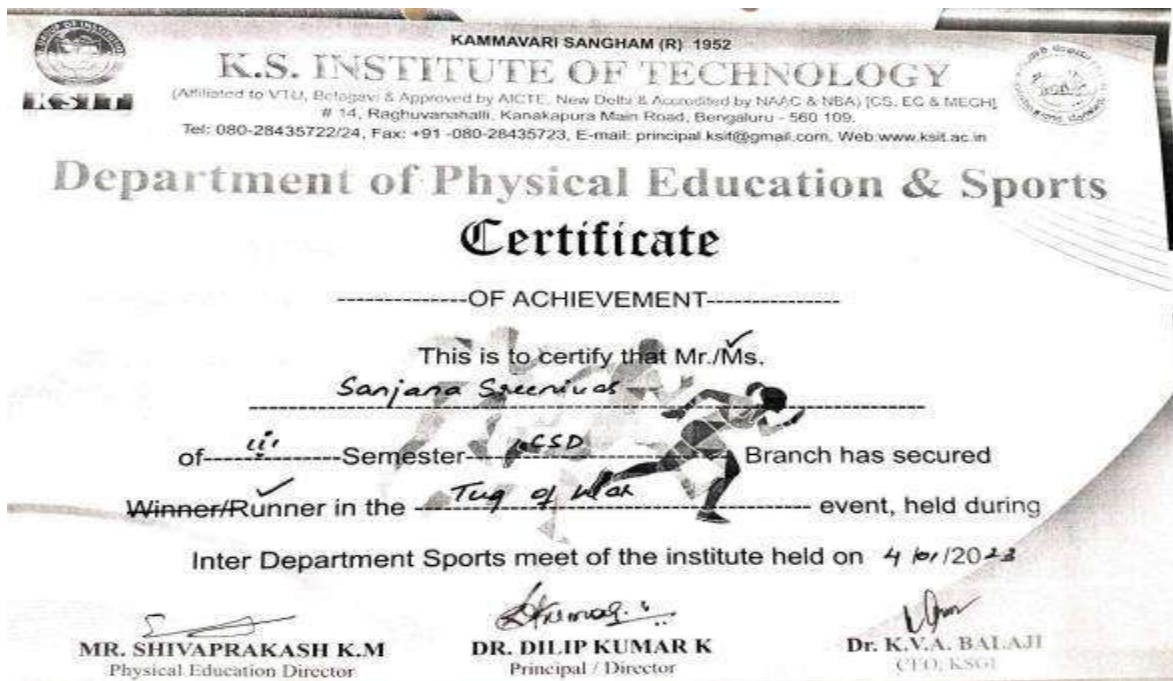 KAMMAVARI SANGHAM (R) 1952
K.S. INSTITUTE OF TECHNOLOGY
KSIT
(Affiliated to VTU, Belagavi & Approved by AICTE, New Delhi & Accredited by NAAC & NBA) [CS, EC & MECH]
# 14, Raghuvanahalli, Kanakapura Main Road, Bengaluru - 560 109.
Tel: 080-28435722/24, Fax: +91 -080-28435723, E-mail: principal.ksit@gmail.com, Web:www.ksit.ac.in
Department of Physical Education & Sports
Certificate
-------------OF ACHIEVEMENT-------------
This is to certify that Mr./Ms.
Sanjana Sreenivas
of iii Semester CSD Branch has secured
Winner/Runner in the Tug of War event, held during
Inter Department Sports meet of the institute held on 4/01/2023
MR. SHIVAPRAKASH K.M DR. DILIP KUMAR K Dr. K.V.A. BALAJI
Physical Education Director Principal / Director CEO, KSGI